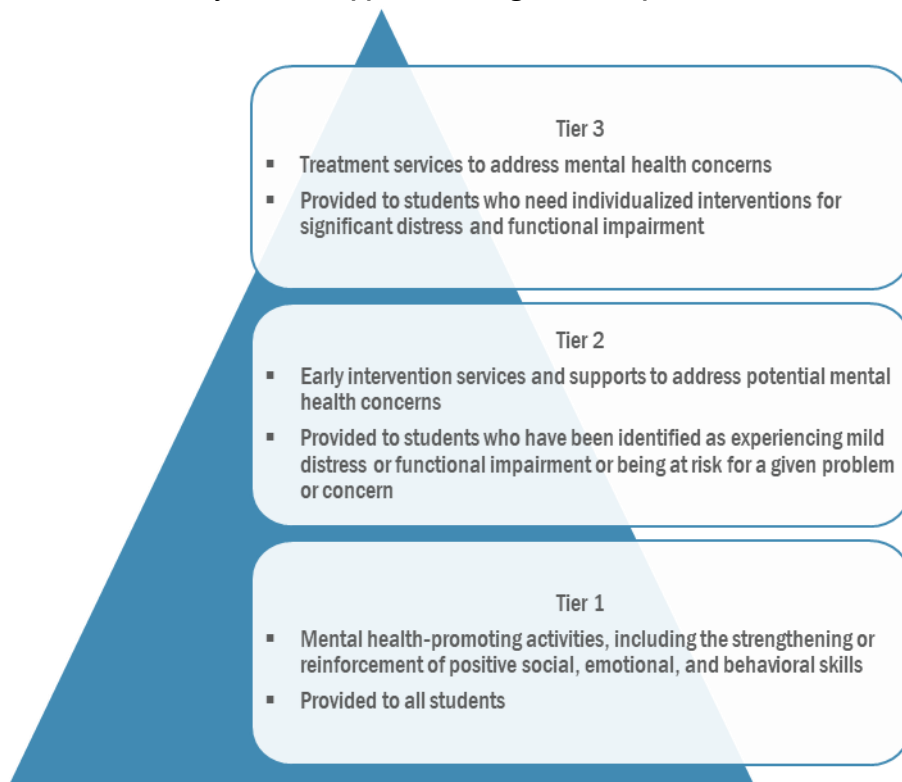 Tier 3
▪ Treatment services to address mental health concerns
▪ Provided to students who need individualized interventions for
significant distress and functional impairment
Tier 2
▪ Early intervention services and supports to address potential mental
health concerns
▪ Provided to students who have been identified as experiencing mild
distress or functional impairment or being at risk for a given problem
or concern
Tier 1
▪ Mental health-promoting activities, including the strengthening or
reinforcement of positive social, emotional, and behavioral skills
▪ Provided to all students